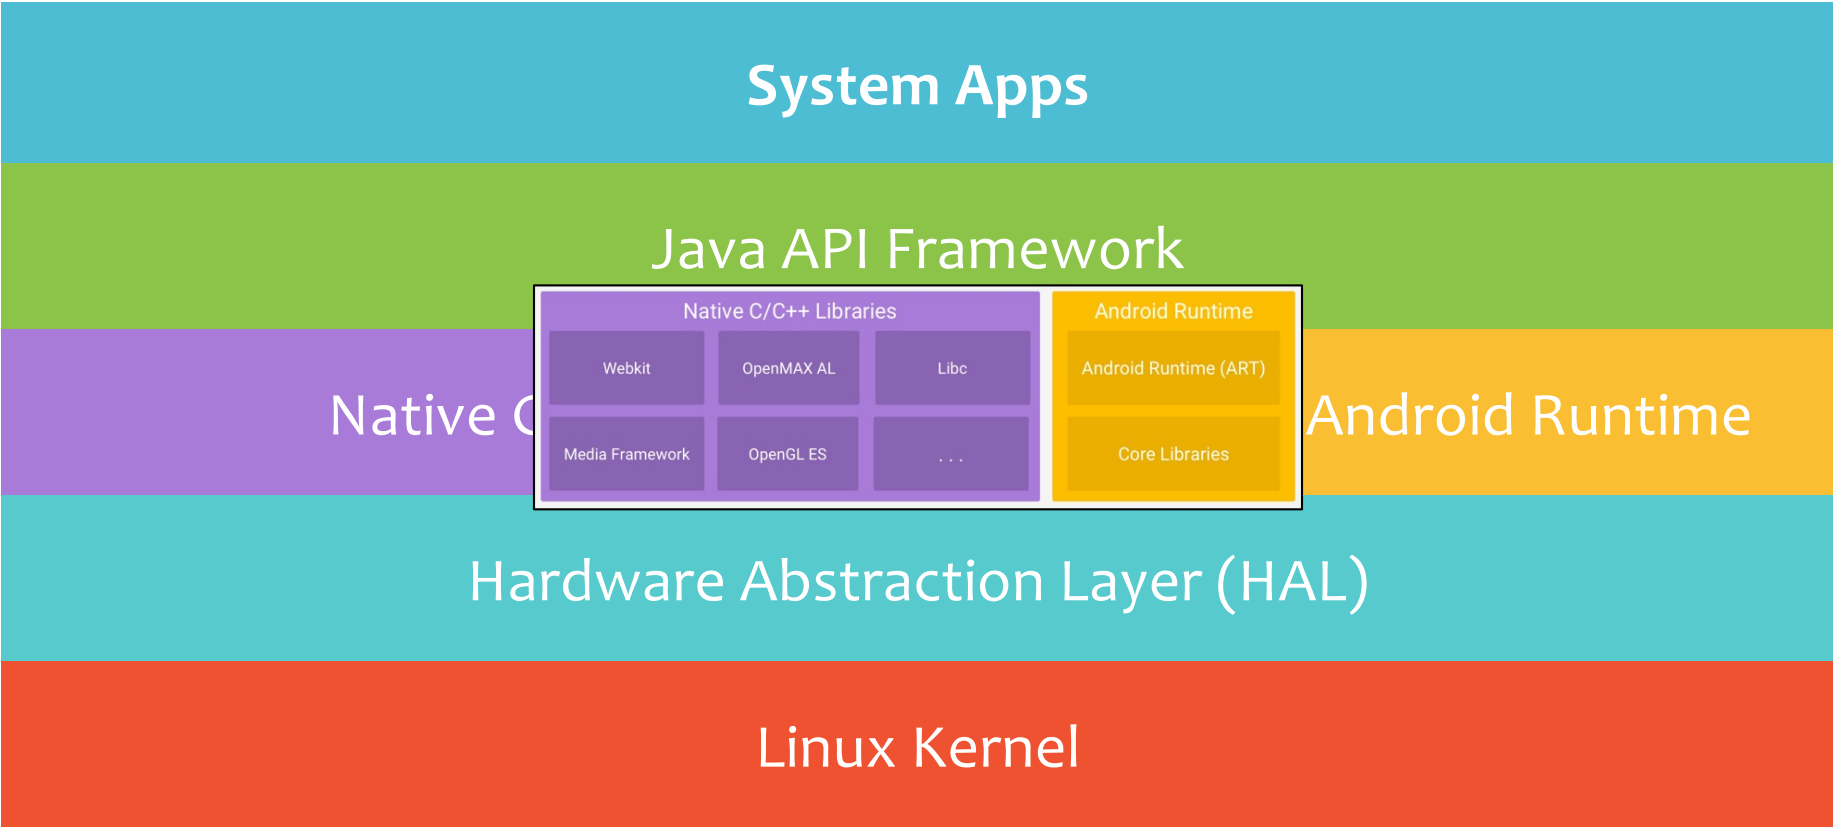 System Apps
Java API Framework
Native C/C++ Libraries
Android Runtime
Webkit
OpenMAX AL
Libc
Android Runtime (ART)
Native
Android Runtime
Media Framework
OpenGL ES
. . .
Core Libraries
Hardware Abstraction Layer (HAL)
Linux Kernel